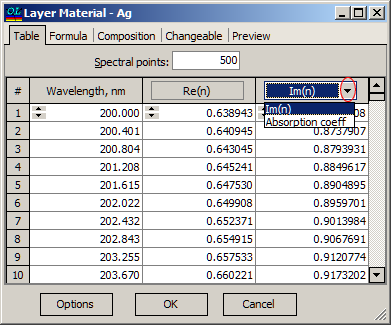 OL Layer Material - Ag
Table Formula Composition Changeable Preview
Spectral points: 500
# Wavelength, nm Re(n) Im(n)
Im(n)
Absorption coeff
1 200.000 0.638943 08
2 200.401 0.640945 0.8737907
3 200.804 0.643045 0.8793931
4 201.208 0.645241 0.8849617
5 201.615 0.647530 0.8904895
6 202.022 0.649908 0.8959701
7 202.432 0.652371 0.9013984
8 202.843 0.654915 0.9067691
9 203.255 0.657533 0.9120774
10 203.670 0.660221 0.9173202
Options OK Cancel